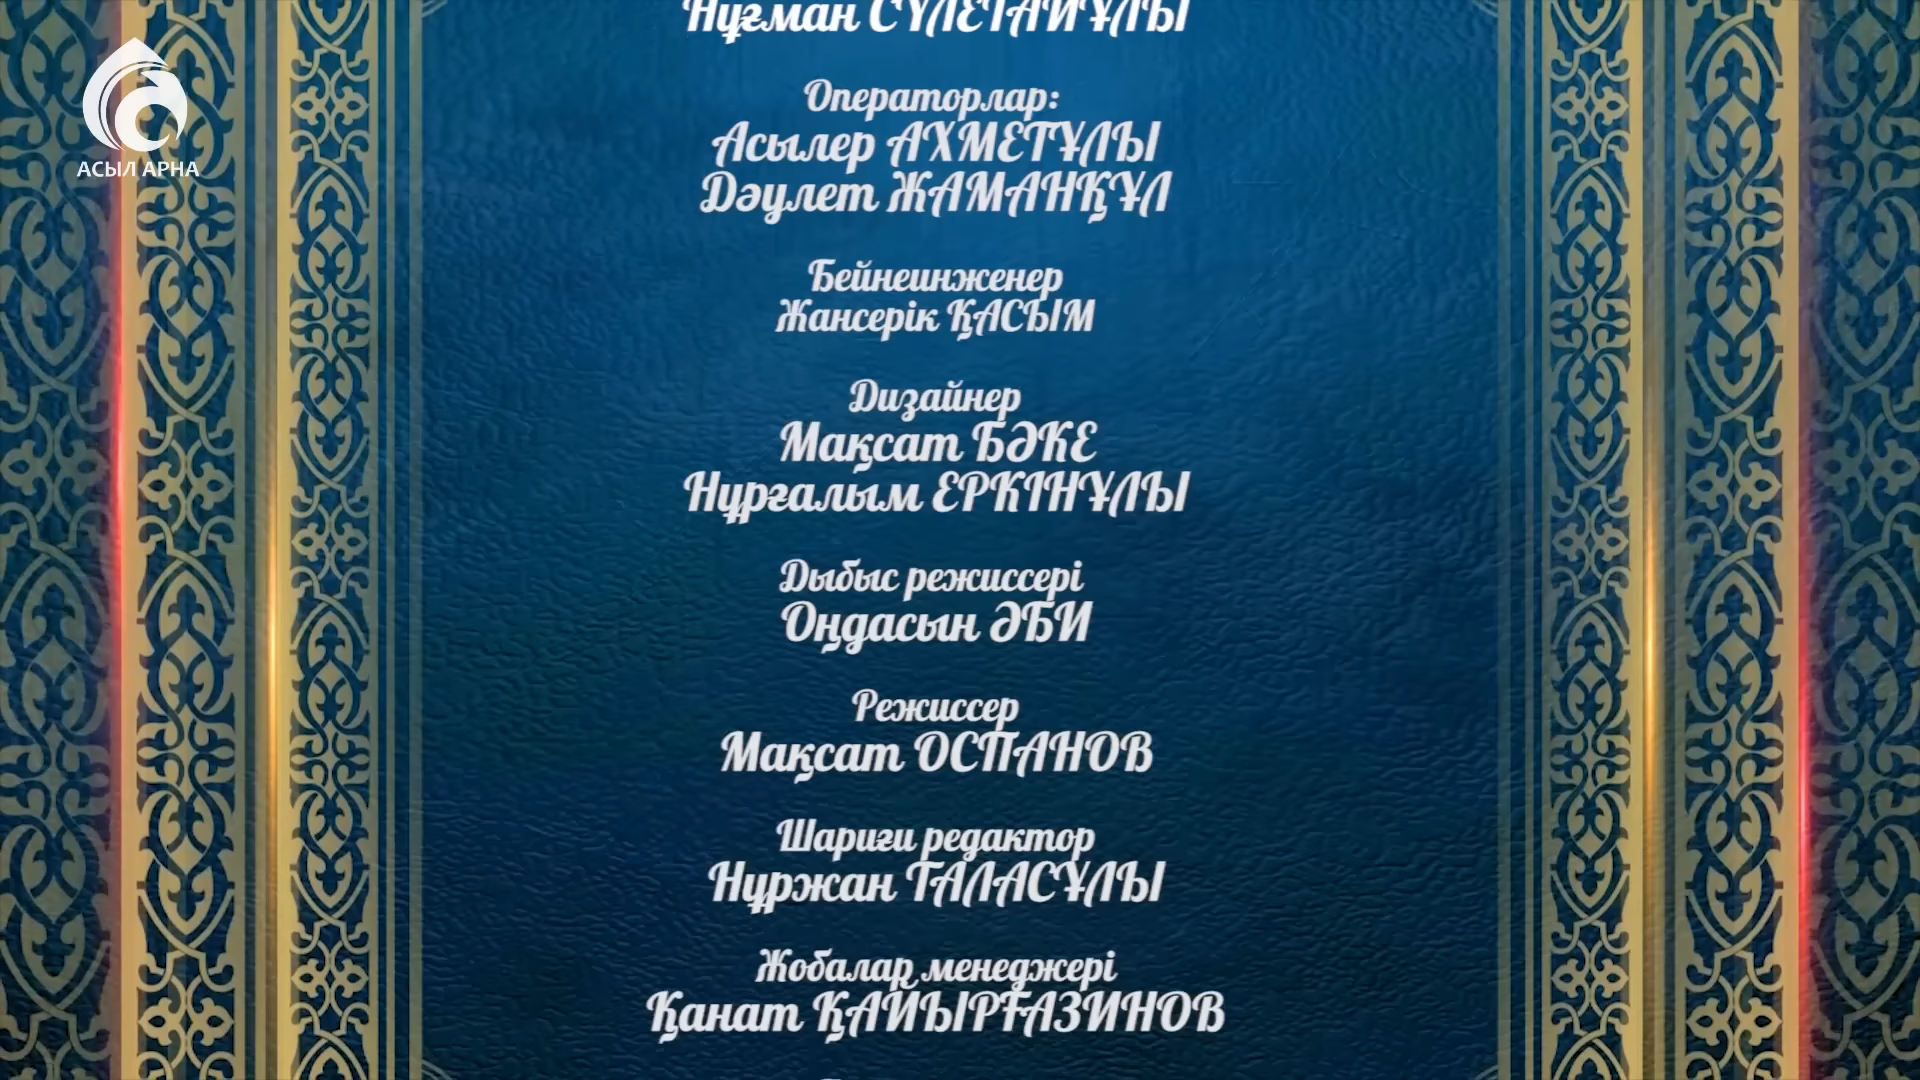 Нұғман СҮЛЕТАЙҰЛЫ
АСЫЛ АРНА
Операторлар:
Асылер АХМЕТҰЛЫ
Дәулет ЖАМАНҚҰЛ
Бейнеинженер
Жансерік ҚАСЫМ
Дизайнер
Мақсат БӘКЕ
Нұрғалым ЕРКІНҰЛЫ
Дыбыс режиссері
Оңдасын ӘБИ
Режиссер
Мақсат ОСПАНОВ
Шариғи редактор
Нұржан ТАЛАСҰЛЫ
Жобалар менеджері
Қанат ҚАЙЫРҒАЗИНОВ